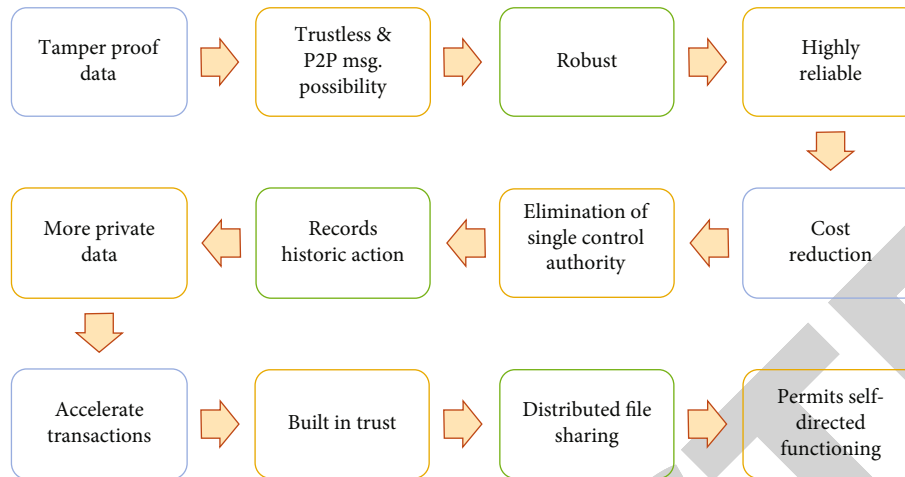 Tamper proof
data
Trustless &
P2P msg.
possibility
Robust
Highly
reliable
Cost
reduction
Elimination of
single control
authority
Records
historic action
More private
data
Accelerate
transactions
Built in trust
Distributed file
sharing
Permits self-
directed
functioning